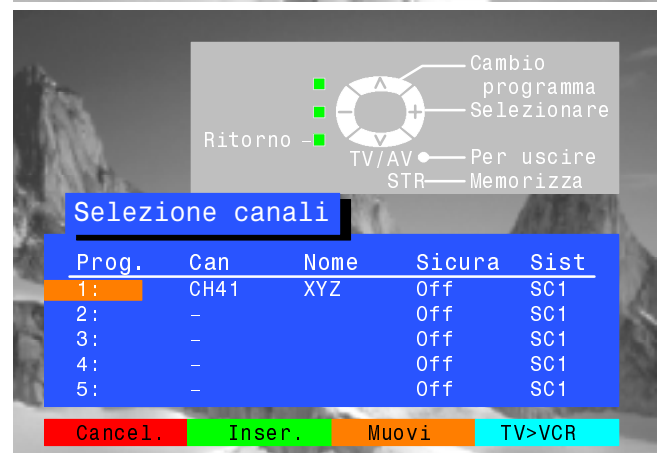 Cambio
programma
Selezionare
Ritorno
TV/AV Per uscire
STR Memorizza
Selezione canali
Prog. Can Nome Sicura Sist
1: CH41 XYZ Off SC1
2: – Off SC1
3: – Off SC1
4: – Off SC1
5: – Off SC1
Cancel. Inser. Muovi TV>VCR